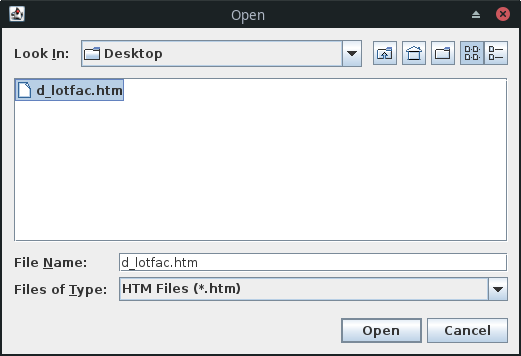 Open
Look In: Desktop
d_lotfac.htm
File Name: d_lotfac.htm
Files of Type: HTM Files (*.htm)
Open Cancel